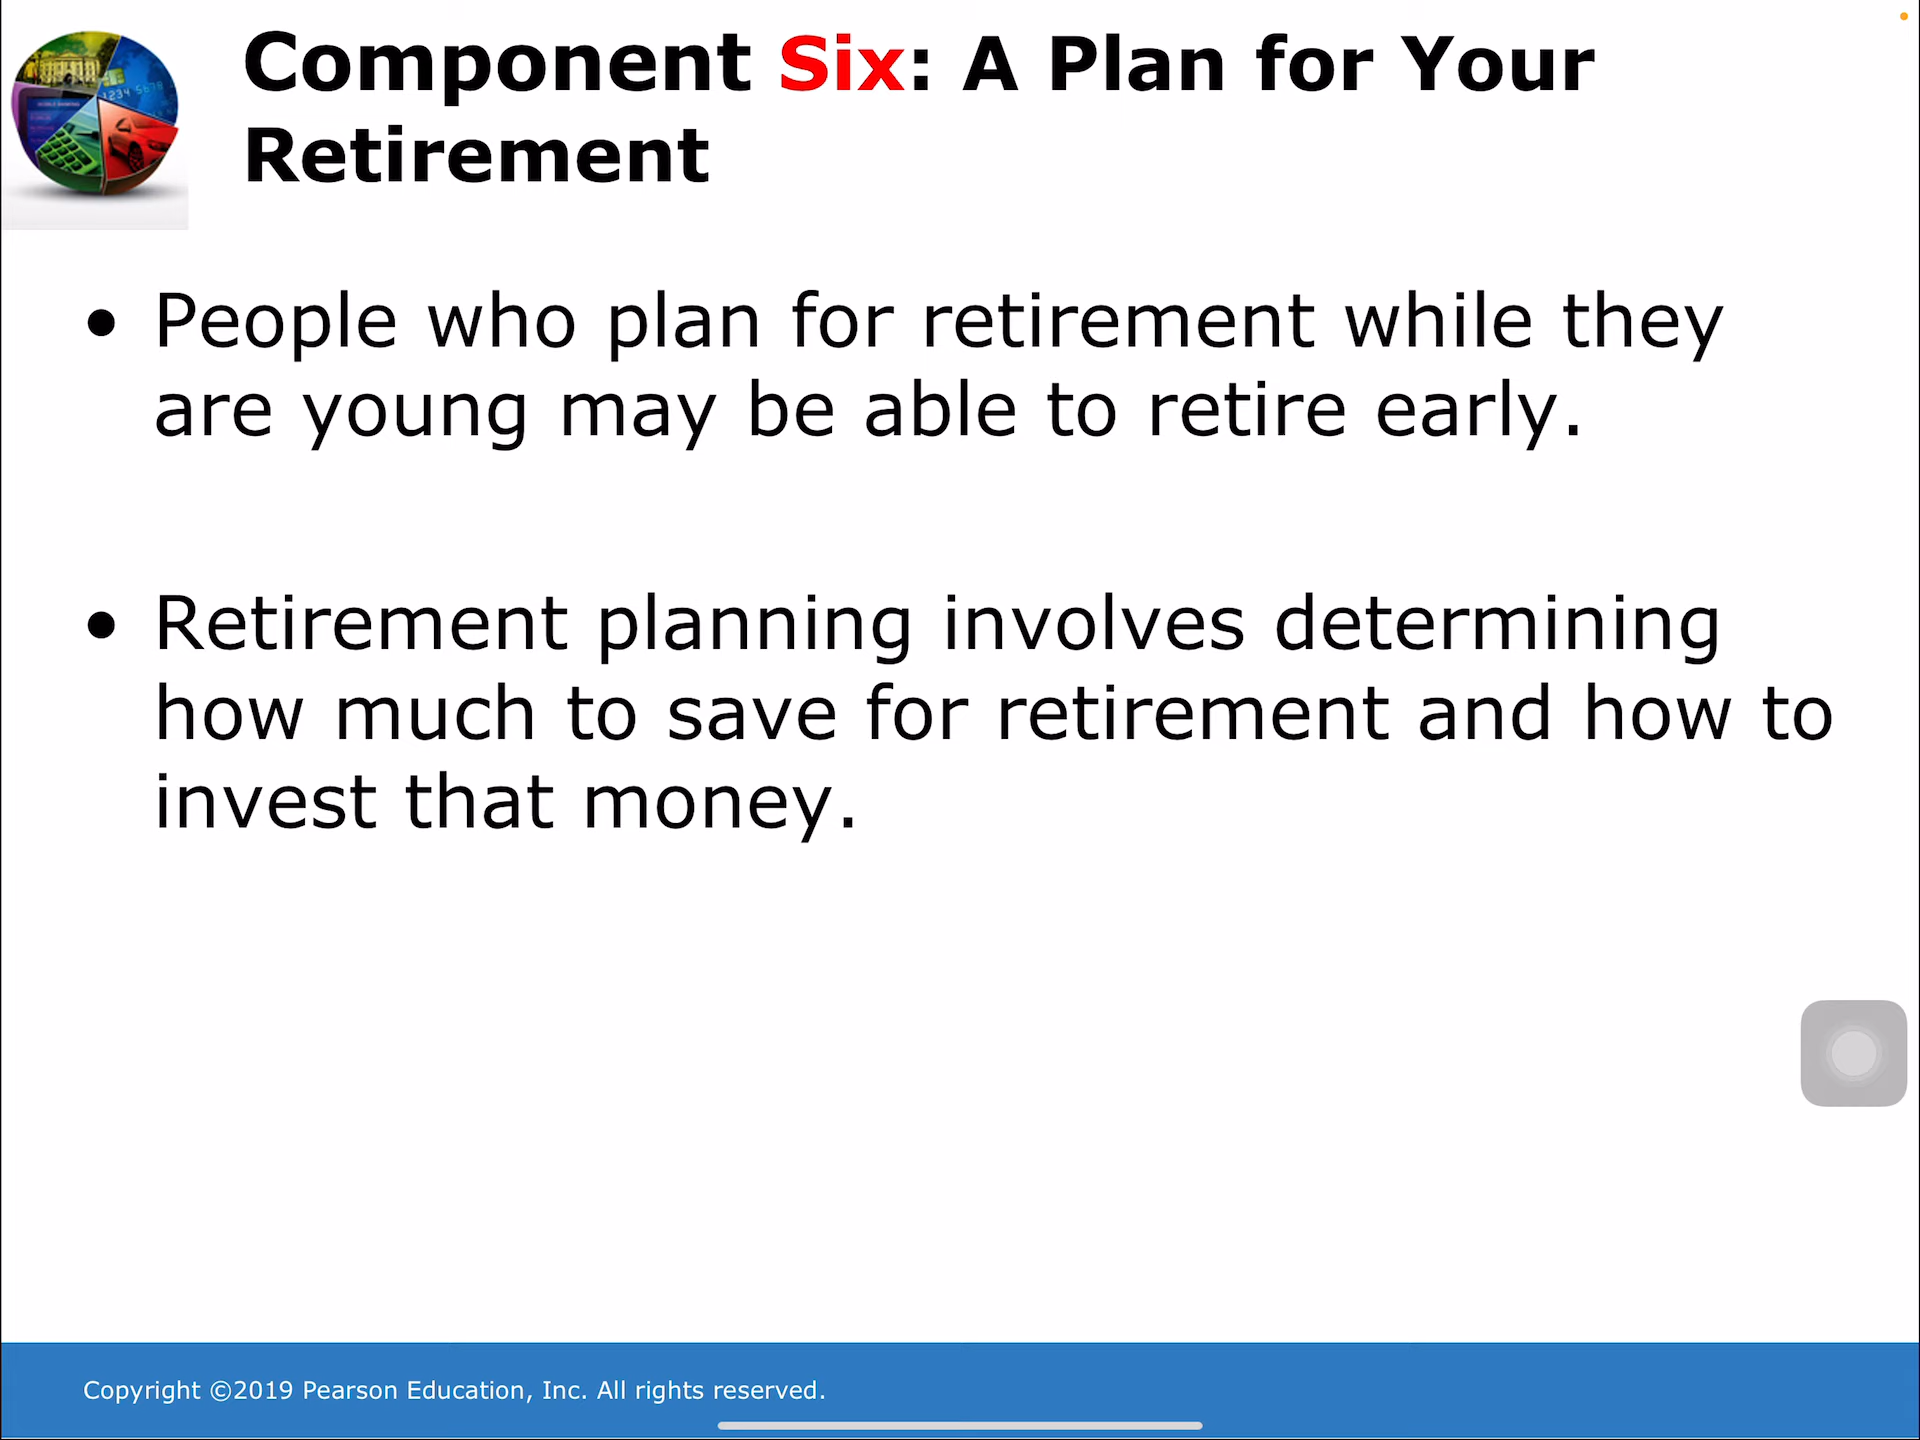 Component Six: A Plan for Your
Retirement
1234 5678
• People who plan for retirement while they
are young may be able to retire early.
• Retirement planning involves determining
how much to save for retirement and how to
invest that money.
Copyright ©2019 Pearson Education, Inc. All rights reserved.